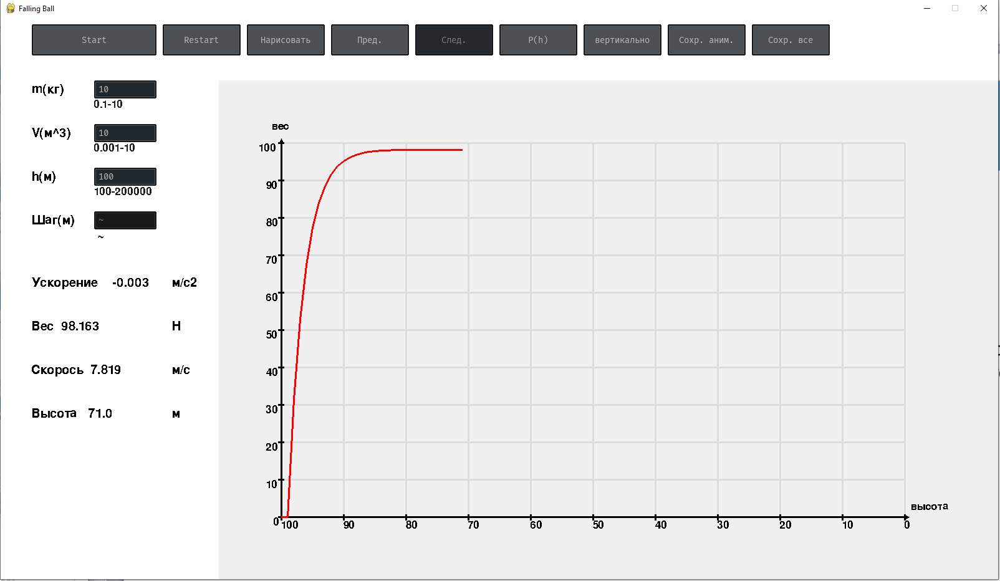 Falling Ball
Start Restart Нарисовать Пред. След. P(h) вертикально Сохр. аним. Сохр. все
m(кг) 10
0.1-10
V(м^3) 10
0.001-10
h(м) 100
100-200000
Шаг(м) ~
~
Ускорение -0.003 м/с2
Вес 98.163 Н
Скорось 7.819 м/с
Высота 71.0 м
вес
100
90
80
70
60
50
40
30
20
10
0
высота
100 90 80 70 60 50 40 30 20 10 0